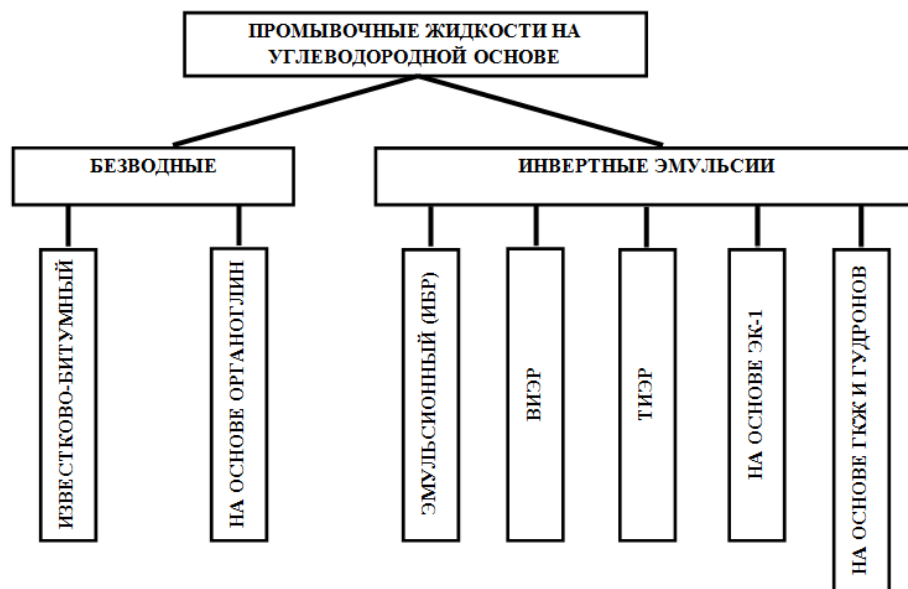 ПРОМЫВОЧНЫЕ ЖИДКОСТИ НА
УГЛЕВОДОРОДНОЙ ОСНОВЕ
БЕЗВОДНЫЕ
ИНВЕРТНЫЕ ЭМУЛЬСИИ
ИЗВЕСТКОВО-БИТУМНЫЙ
НА ОСНОВЕ ОРГАНОГЛИН
ЭМУЛЬСИОННЫЙ (ИБР)
ВИЭР
ТИЭР
НА ОСНОВЕ ЭК-1
НА ОСНОВЕ ГКЖ И ГУДРОНОВ